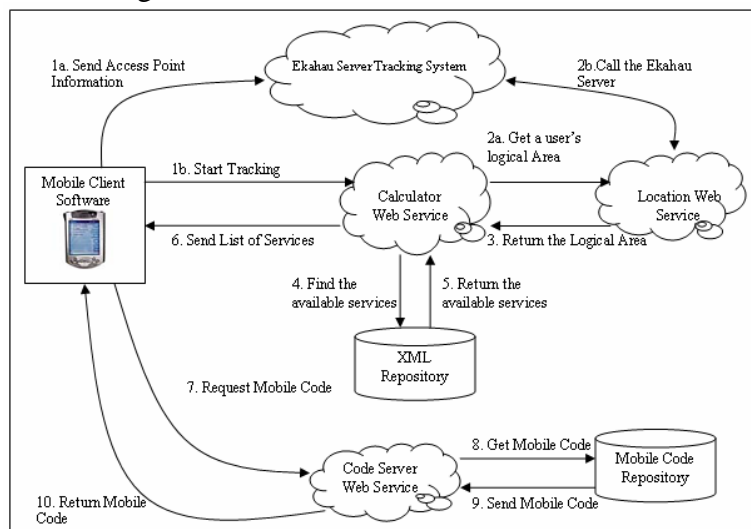 1a. Send Access Point
Information
Ekahau Server Tracking System
2b.Call the Ekahau
Server
2a. Get a user's
logical Area
1b. Start Tracking
Mobile Client
Software
Calculator
Web Service
Location Web
Service
6. Send List of Services
3. Return the Logical Area
4. Find the
available services
5. Return the
available services
XML
Repository
7. Request Mobile Code
8. Get Mobile Code
Code Server
Web Service
Mobile Code
Repository
9. Send Mobile Code
10. Return Mobile
Code